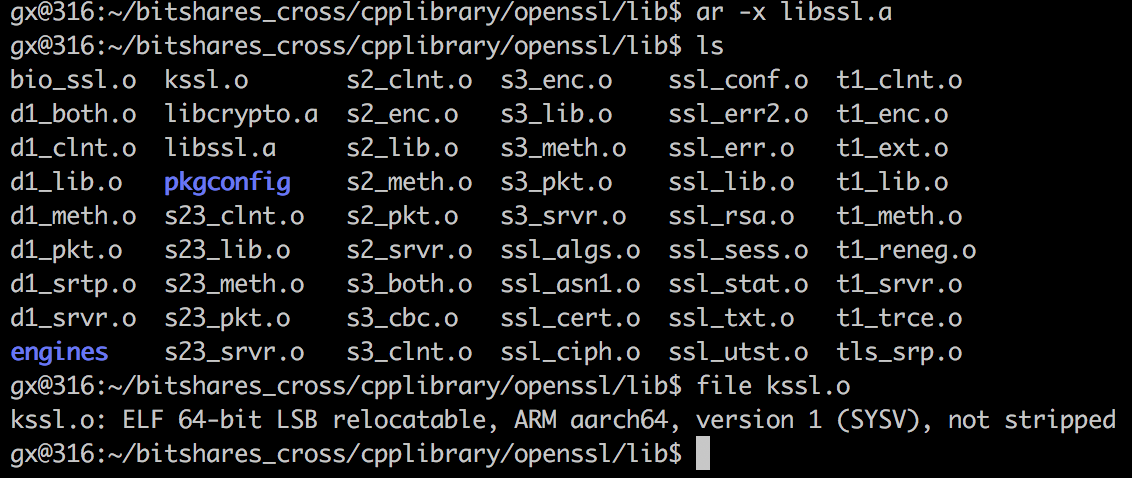 gx@316:~/bitshares_cross/cpplibrary/openssl/lib$ ar -x libssl.a
gx@316:~/bitshares_cross/cpplibrary/openssl/lib$ ls
bio_ssl.o  kssl.o       s2_clnt.o  s3_enc.o    ssl_conf.o  t1_clnt.o
d1_both.o  libcrypto.a  s2_enc.o   s3_lib.o    ssl_err2.o  t1_enc.o
d1_clnt.o  libssl.a     s2_lib.o   s3_meth.o   ssl_err.o   t1_ext.o
d1_lib.o   pkgconfig    s2_meth.o  s3_pkt.o    ssl_lib.o   t1_lib.o
d1_meth.o  s23_clnt.o   s2_pkt.o   s3_srvr.o   ssl_rsa.o   t1_meth.o
d1_pkt.o   s23_lib.o    s2_srvr.o  ssl_algs.o  ssl_sess.o  t1_reneg.o
d1_srtp.o  s23_meth.o   s3_both.o  ssl_asn1.o  ssl_stat.o  t1_srvr.o
d1_srvr.o  s23_pkt.o    s3_cbc.o   ssl_cert.o  ssl_txt.o   t1_trce.o
engines    s23_srvr.o   s3_clnt.o  ssl_ciph.o  ssl_utst.o  tls_srp.o
gx@316:~/bitshares_cross/cpplibrary/openssl/lib$ file kssl.o
kssl.o: ELF 64-bit LSB relocatable, ARM aarch64, version 1 (SYSV), not stripped
gx@316:~/bitshares_cross/cpplibrary/openssl/lib$